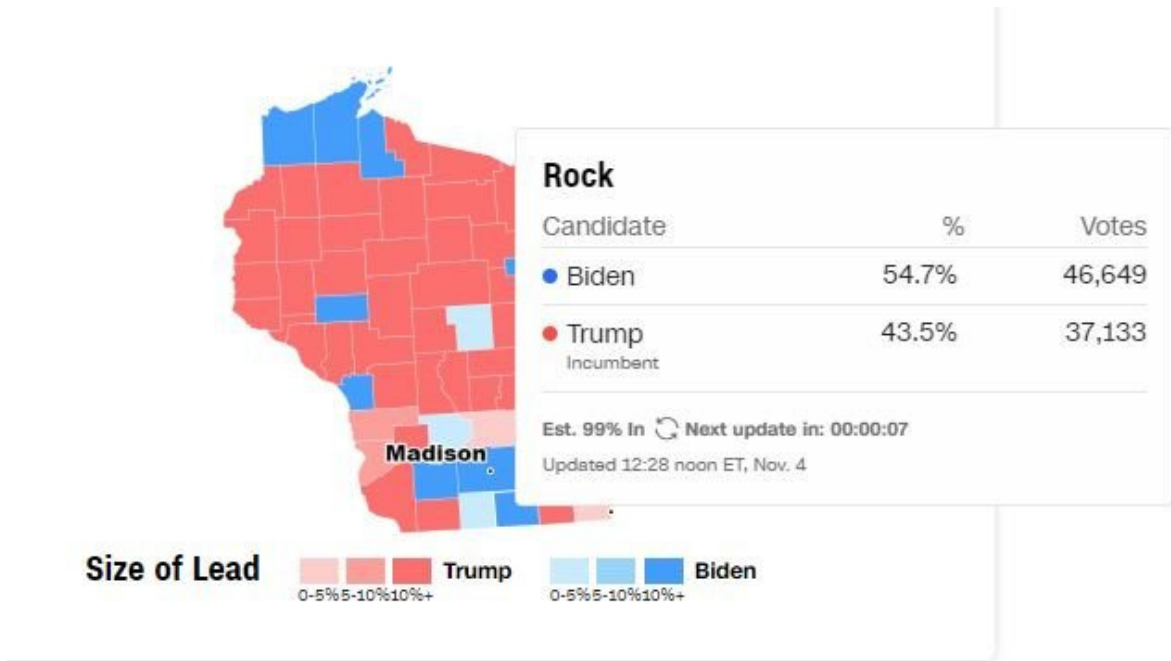 Rock
Candidate % Votes
Biden 54.7% 46,649
Trump 43.5% 37,133
Incumbent
Est. 99% In Next update in: 00:00:07
Updated 12:28 noon ET, Nov. 4
Madison
Size of Lead Trump Biden
0-5%5-10%10%+ 0-5%5-10%10%+